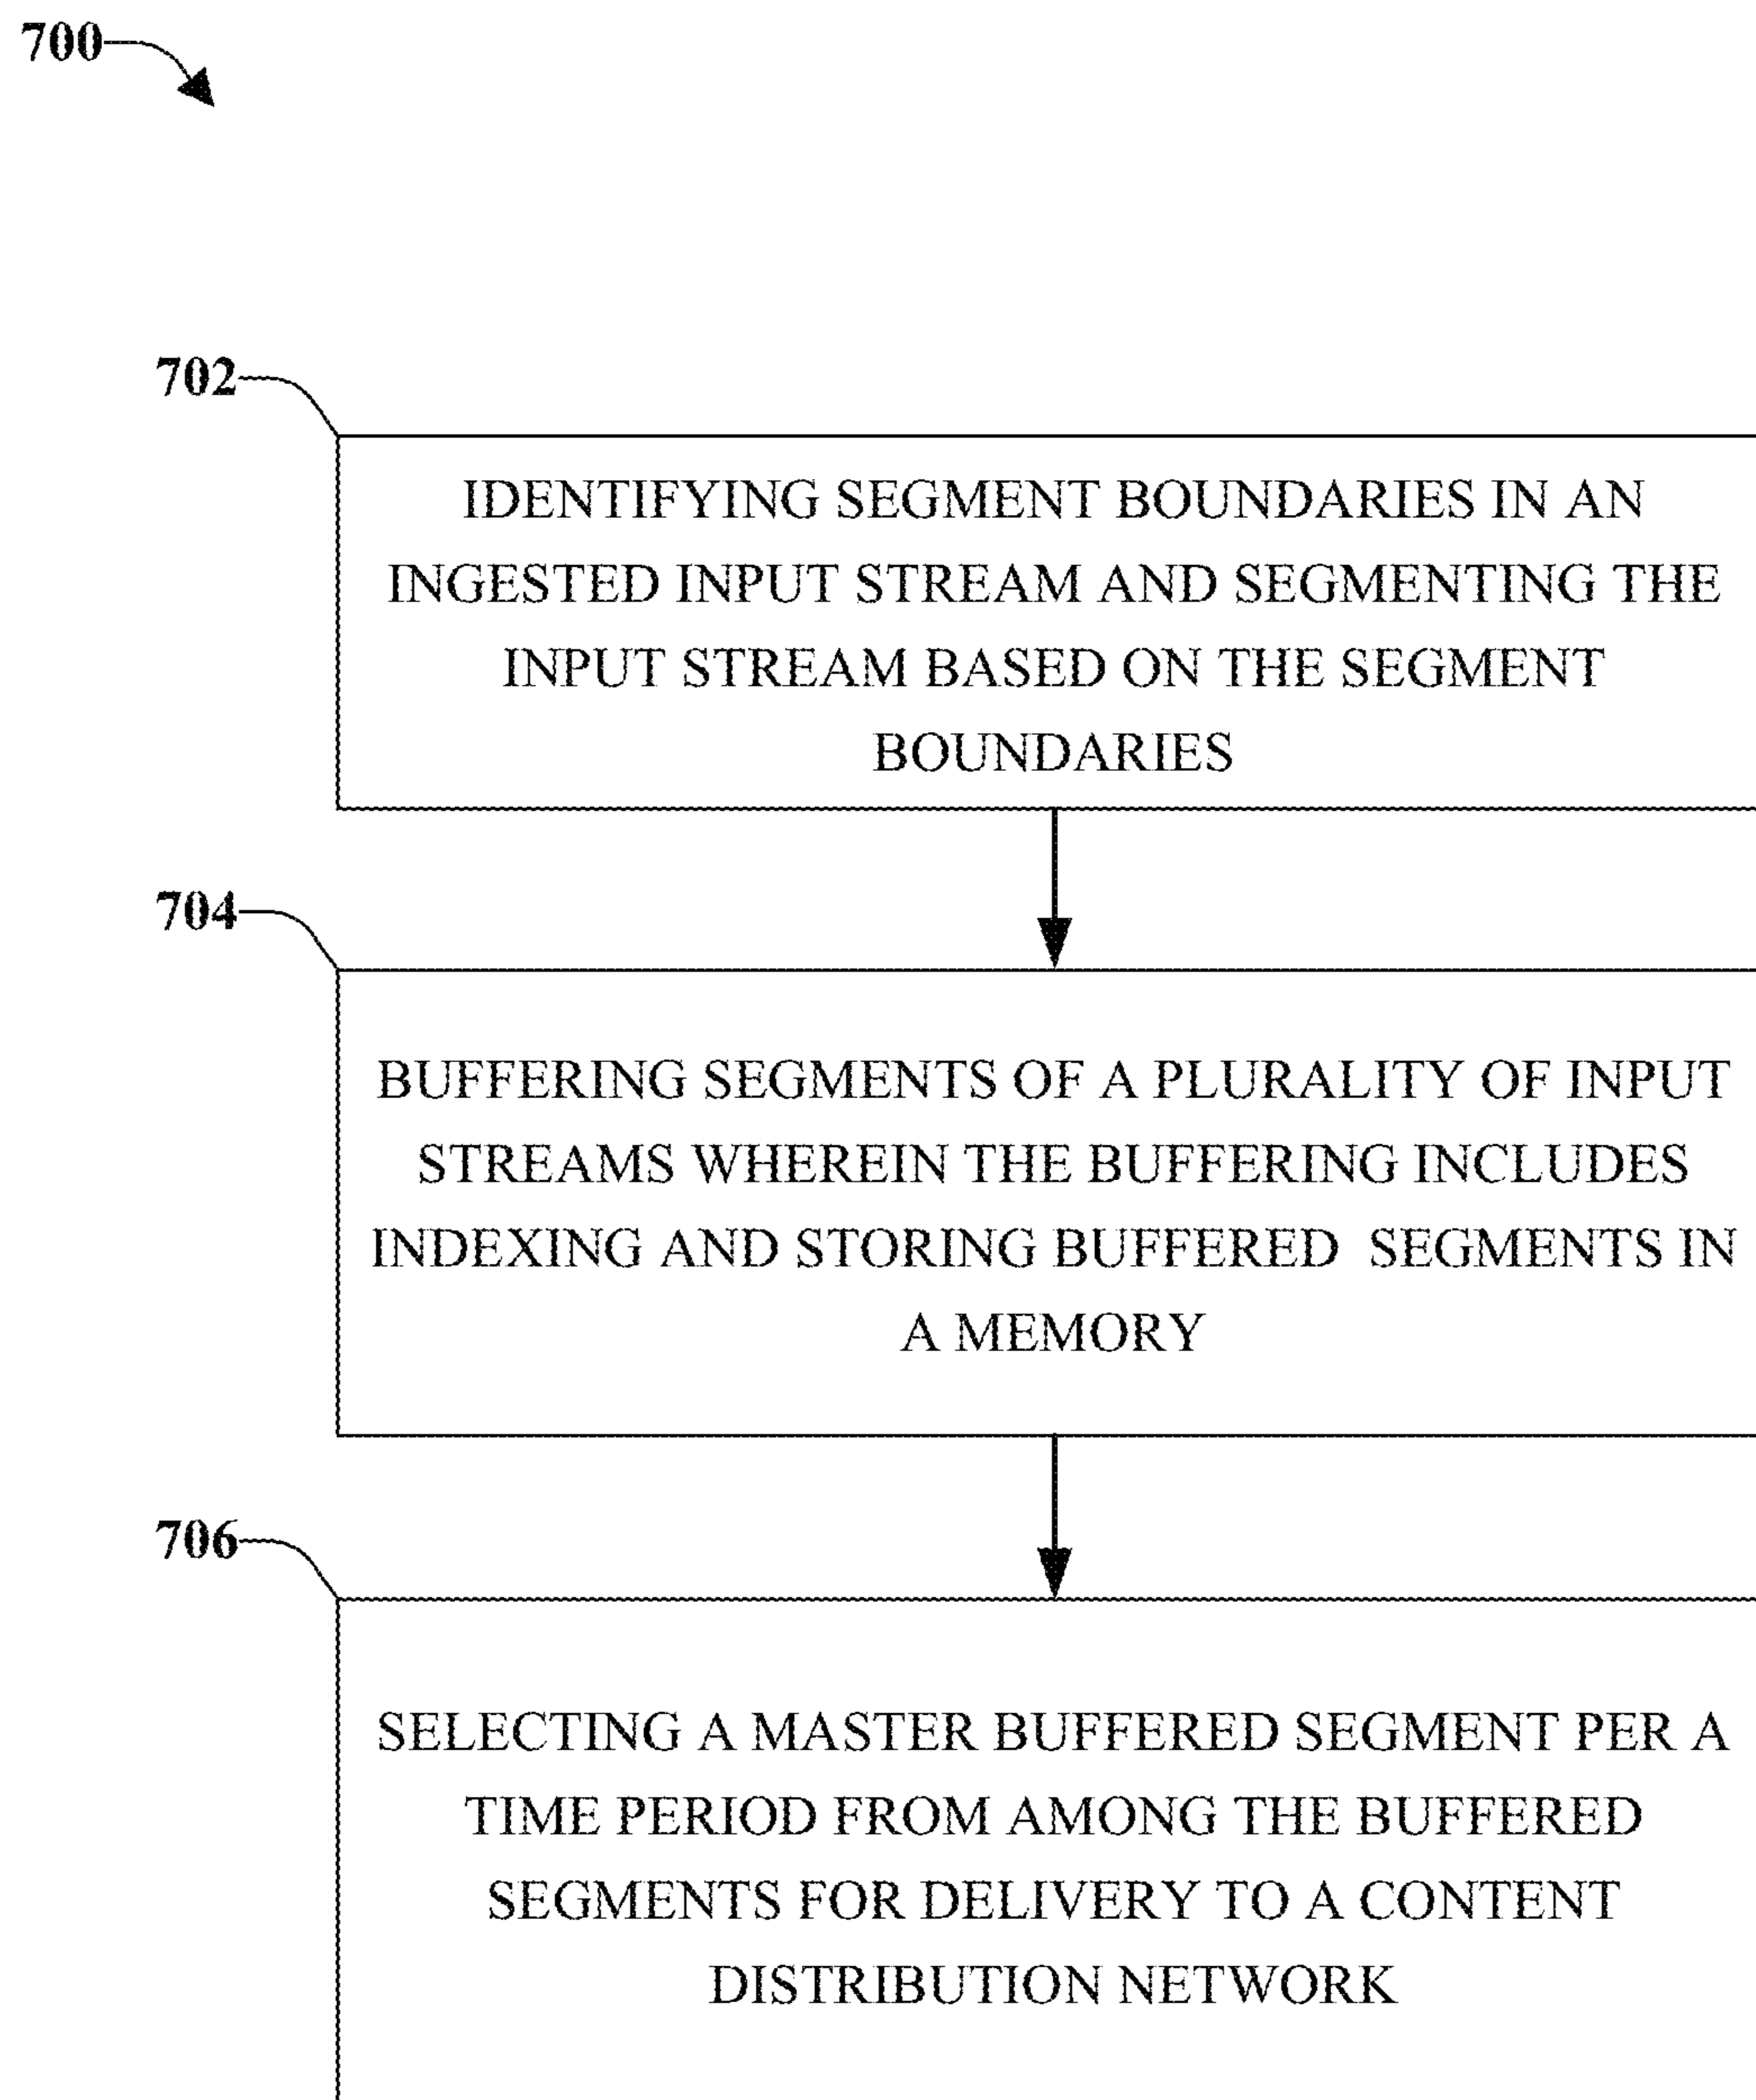 700
702
IDENTIFYING SEGMENT BOUNDARIES IN AN
INGESTED INPUT STREAM AND SEGMENTING THE
INPUT STREAM BASED ON THE SEGMENT
BOUNDARIES
704
BUFFERING SEGMENTS OF A PLURALITY OF INPUT
STREAMS WHEREIN THE BUFFERING INCLUDES
INDEXING AND STORING BUFFERED SEGMENTS IN
A MEMORY
706
SELECTING A MASTER BUFFERED SEGMENT PER A
TIME PERIOD FROM AMONG THE BUFFERED
SEGMENTS FOR DELIVERY TO A CONTENT
DISTRIBUTION NETWORK